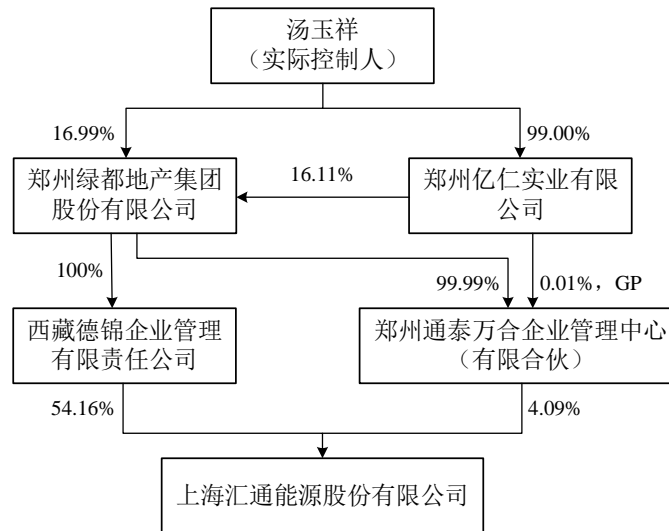 汤玉祥
（实际控制人）
16.99%
99.00%
郑州绿都地产集团
股份有限公司
16.11%
郑州亿仁实业有限
公司
100%
99.99%
0.01%，GP
西藏德锦企业管理
有限责任公司
郑州通泰万合企业管理中心
（有限合伙）
54.16%
4.09%
上海汇通能源股份有限公司